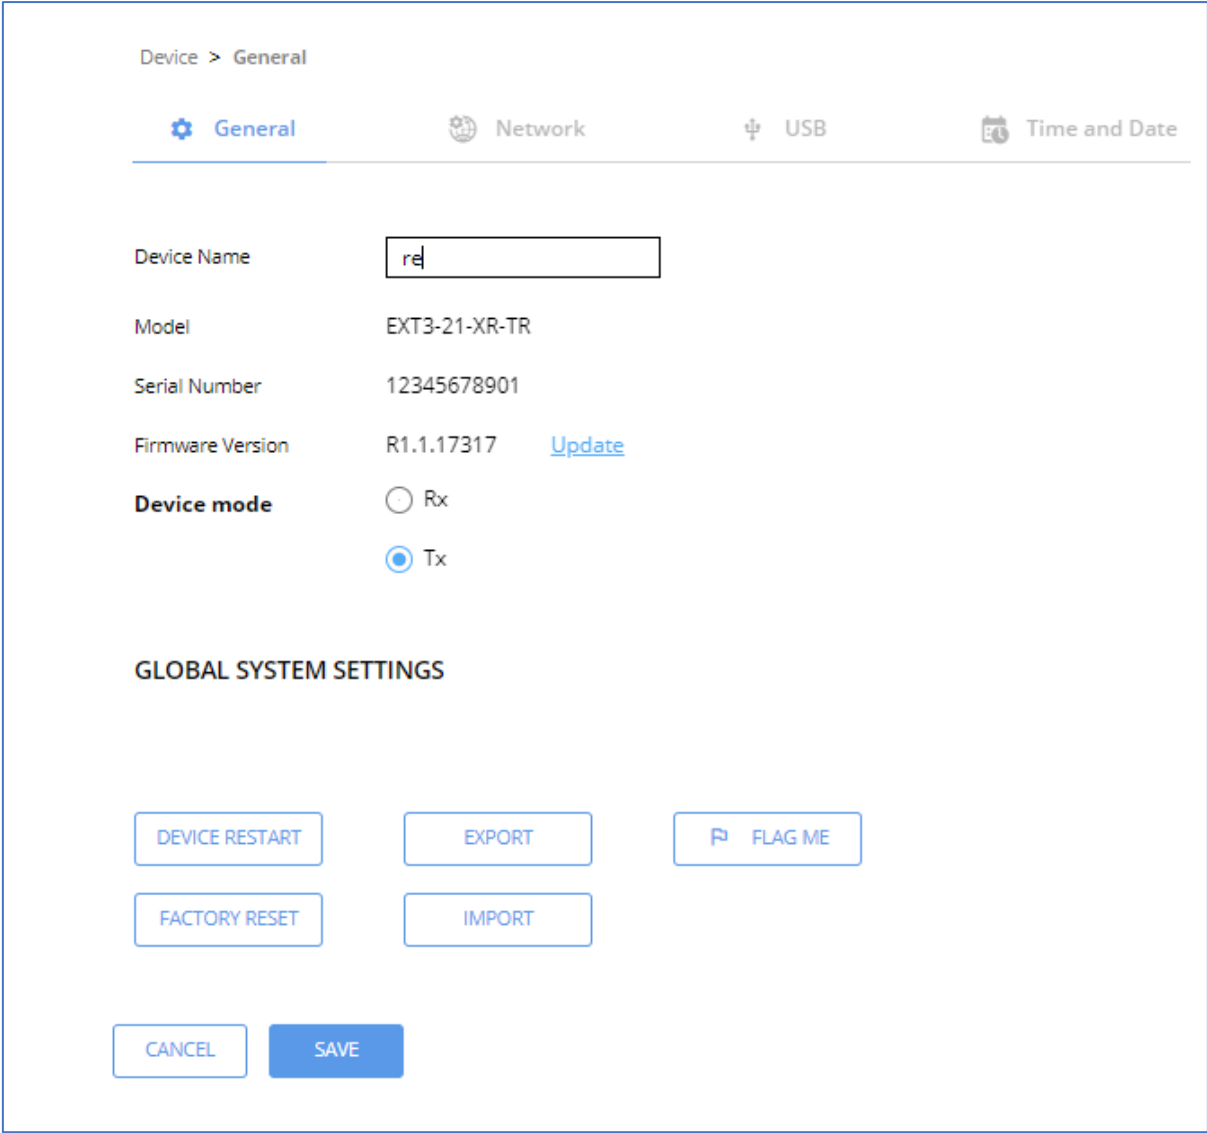 Device > General
General Network USB Time and Date
Device Name re
Model EXT3-21-XR-TR
Serial Number 12345678901
Firmware Version R1.1.17317 Update
Device mode Rx
Tx
GLOBAL SYSTEM SETTINGS
DEVICE RESTART EXPORT FLAG ME
FACTORY RESET IMPORT
CANCEL SAVE